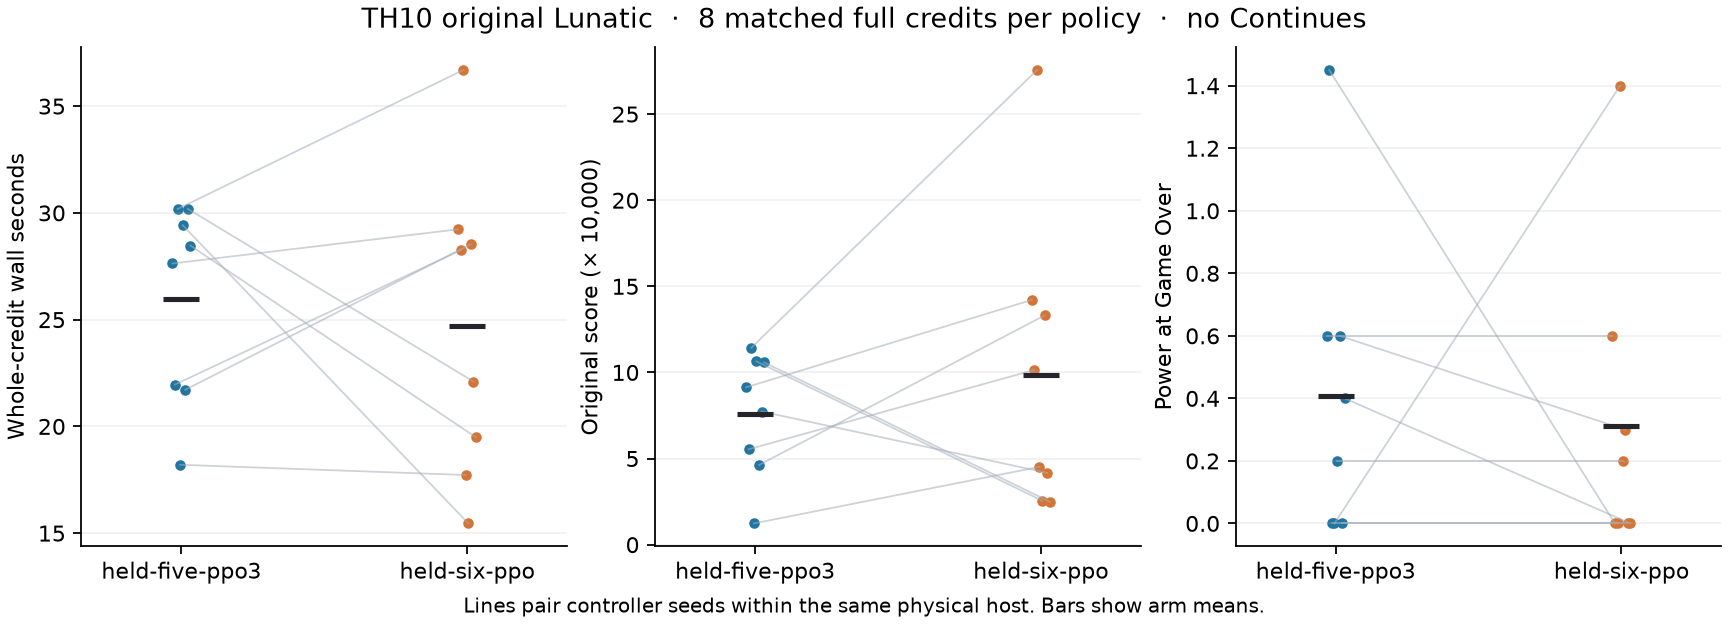 TH10 original Lunatic · 8 matched full credits per policy · no Continues
Whole-credit wall seconds
35
30
25
20
15
held-five-ppo3
held-six-ppo
Original score (× 10,000)
25
20
15
10
5
0
held-five-ppo3
held-six-ppo
Power at Game Over
1.4
1.2
1.0
0.8
0.6
0.4
0.2
0.0
held-five-ppo3
held-six-ppo
Lines pair controller seeds within the same physical host. Bars show arm means.